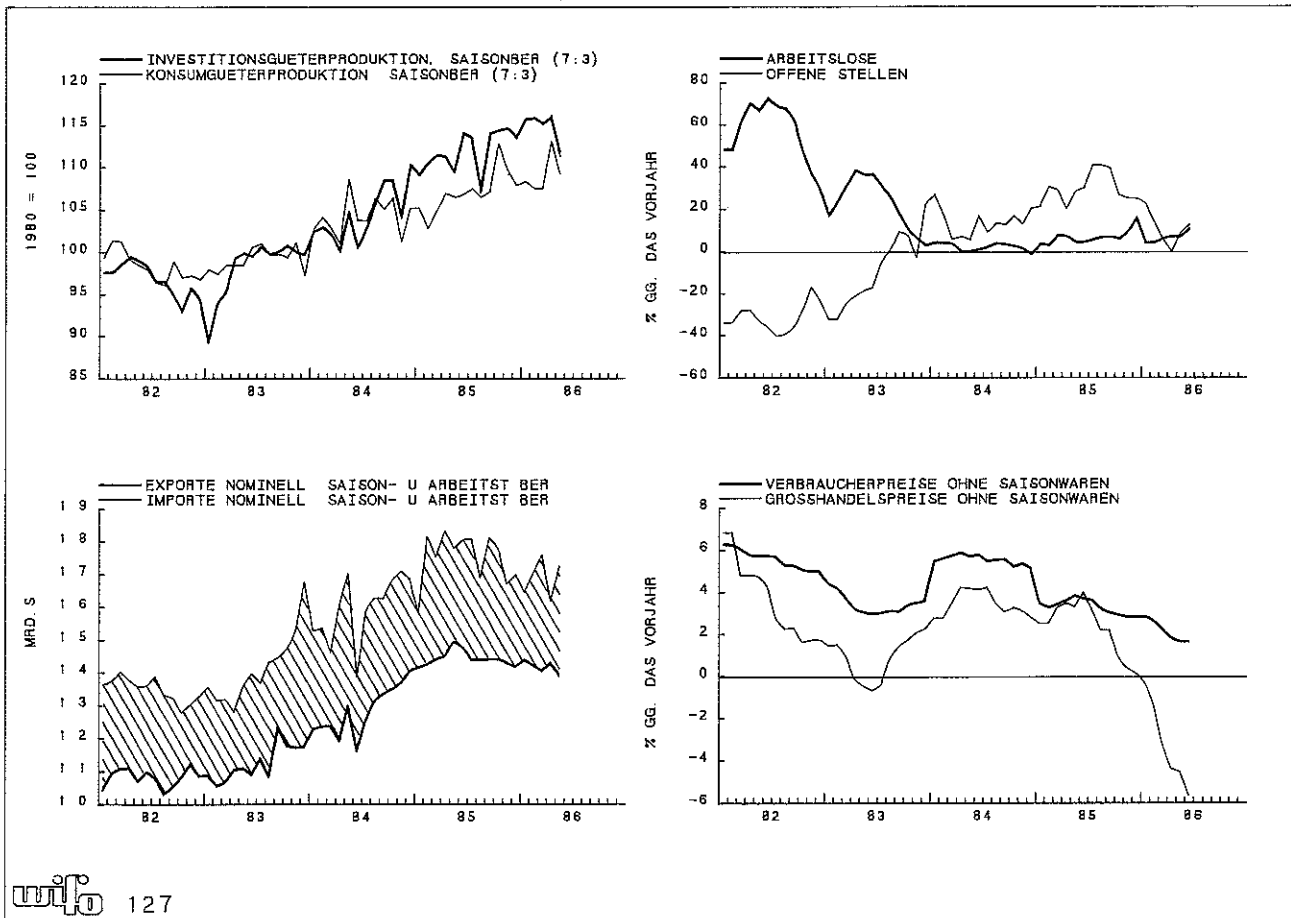 INVESTITIONSGUETERPRODUKTION, SAISONBER (7:3)
KONSUMGUETERPRODUKTION SAISONBER (7:3)
120
115
110
105
100
95
90
85
1980 = 100
82 83 84 85 86
ARBEITSLOSE
OFFENE STELLEN
80
60
40
20
0
-20
-40
-60
% GG. DAS VORJAHR
82 83 84 85 86
EXPORTE NOMINELL SAISON- U ARBEITST BER
IMPORTE NOMINELL SAISON- U ARBEITST BER
19
18
17
16
15
14
13
12
11
10
MRD. S
82 83 84 85 86
VERBRAUCHERPREISE OHNE SAISONWAREN
GROSSHANDELSPREISE OHNE SAISONWAREN
8
6
4
2
0
-2
-4
-6
% GG. DAS VORJAHR
82 83 84 85 86
wifo 127